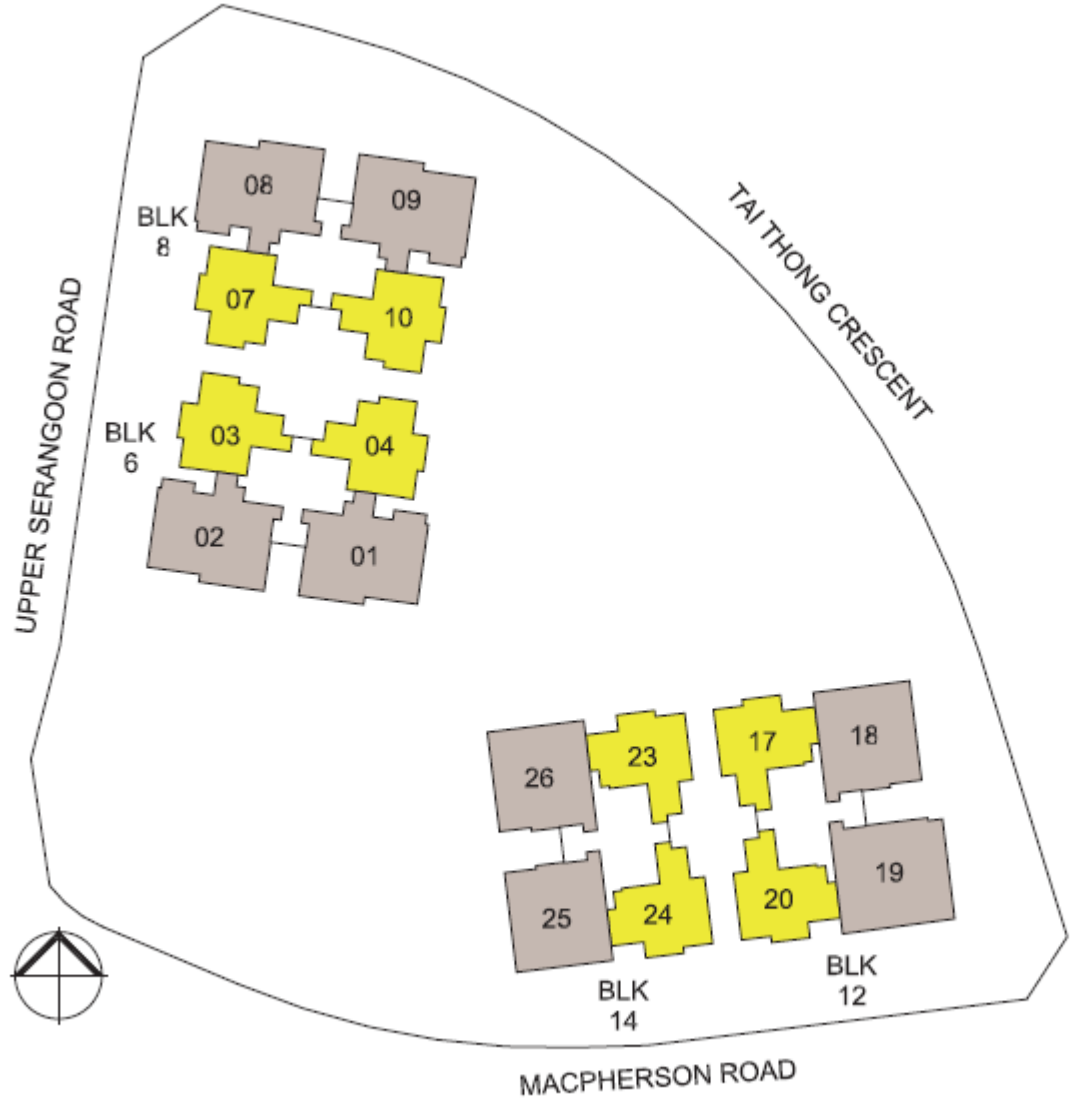 08
09
BLK
8
07
10
TAI THONG CRESCENT
UPPER SERANGOON ROAD
03
04
BLK
6
02
01
26
23
17
18
25
24
20
19
BLK
14
BLK
12
MACPHERSON ROAD